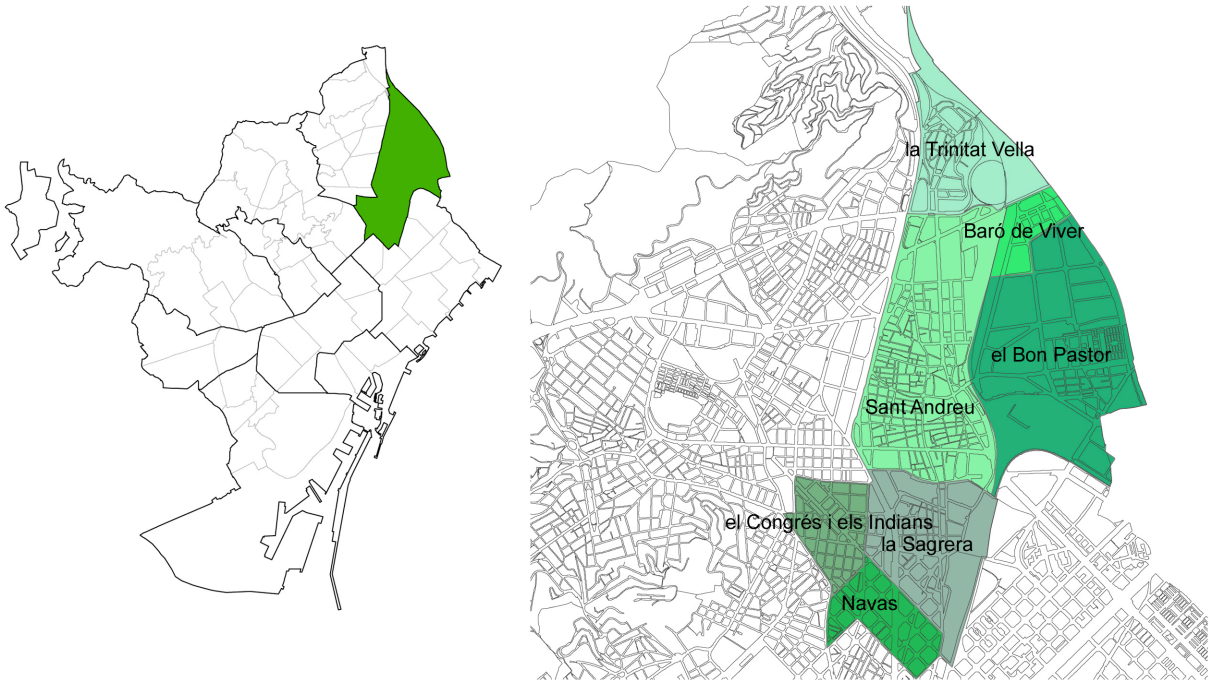 la Trinitat Vella
Baró de Viver
el Bon Pastor
Sant Andreu
el Congrés i els Indians
la Sagrera
Navas